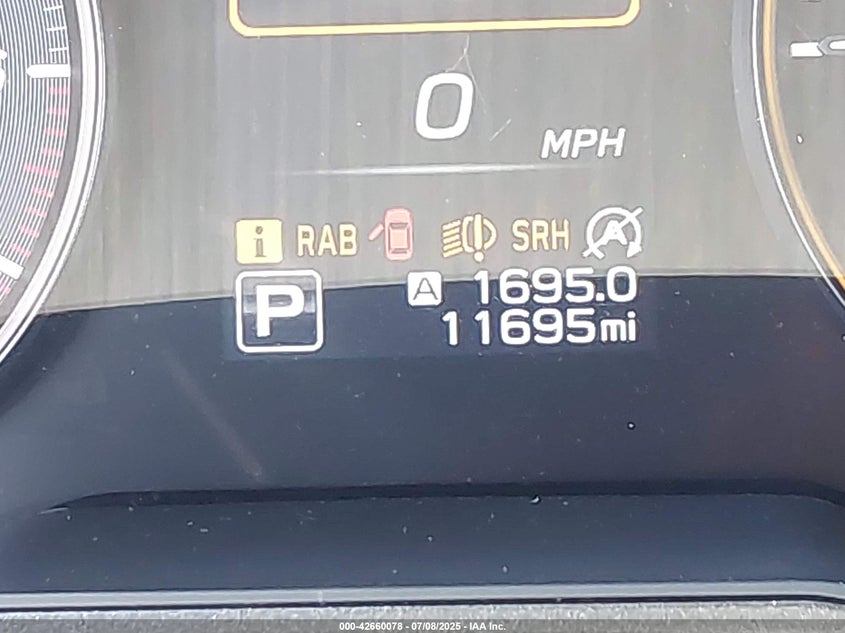 0
MPH
i RAB SRH A
P A 1695.0
11695mi
000-42660078 - 07/08/2025 - IAA Inc.